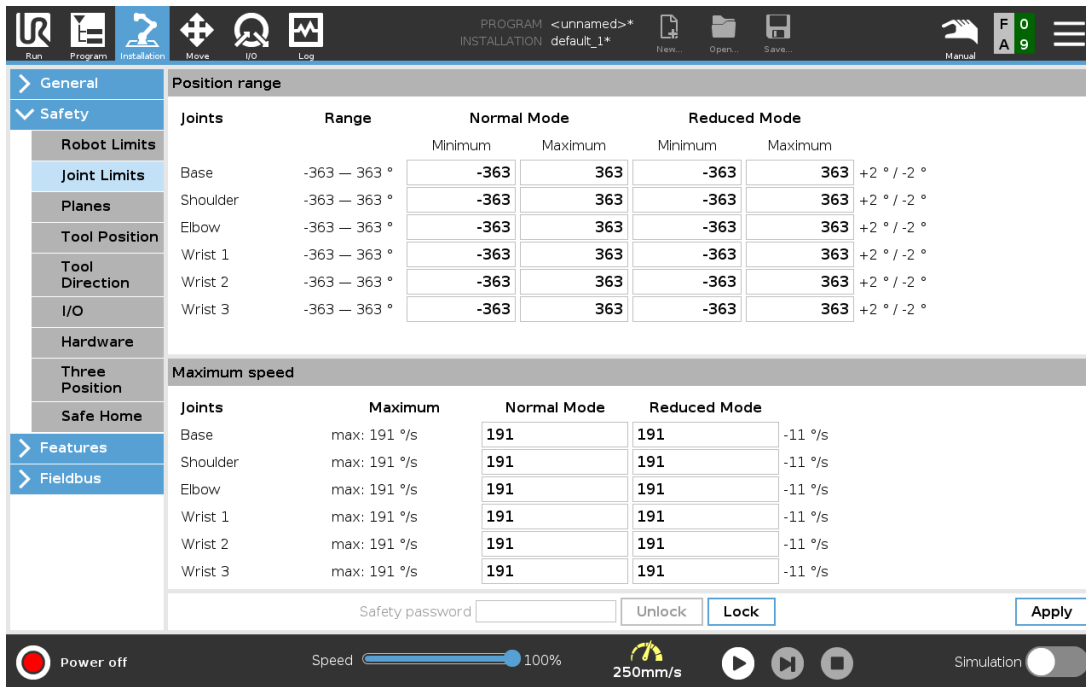 UR
Run
Program
Installation
Move
I/O
Log
PROGRAM <unnamed>*
INSTALLATION default_1*
New...
Open...
Save...
Manual
F 0
A 9
General
Safety
Robot Limits
Joint Limits
Planes
Tool Position
Tool
Direction
I/O
Hardware
Three
Position
Safe Home
Features
Fieldbus
Position range
Joints Range Normal Mode Reduced Mode
Minimum Maximum Minimum Maximum
Base -363 — 363 ° -363 363 -363 363 +2 ° / -2 °
Shoulder -363 — 363 ° -363 363 -363 363 +2 ° / -2 °
Elbow -363 — 363 ° -363 363 -363 363 +2 ° / -2 °
Wrist 1 -363 — 363 ° -363 363 -363 363 +2 ° / -2 °
Wrist 2 -363 — 363 ° -363 363 -363 363 +2 ° / -2 °
Wrist 3 -363 — 363 ° -363 363 -363 363 +2 ° / -2 °
Maximum speed
Joints Maximum Normal Mode Reduced Mode
Base max: 191 °/s 191 191 -11 °/s
Shoulder max: 191 °/s 191 191 -11 °/s
Elbow max: 191 °/s 191 191 -11 °/s
Wrist 1 max: 191 °/s 191 191 -11 °/s
Wrist 2 max: 191 °/s 191 191 -11 °/s
Wrist 3 max: 191 °/s 191 191 -11 °/s
Safety password Unlock Lock Apply
Power off Speed 100% 250mm/s Simulation